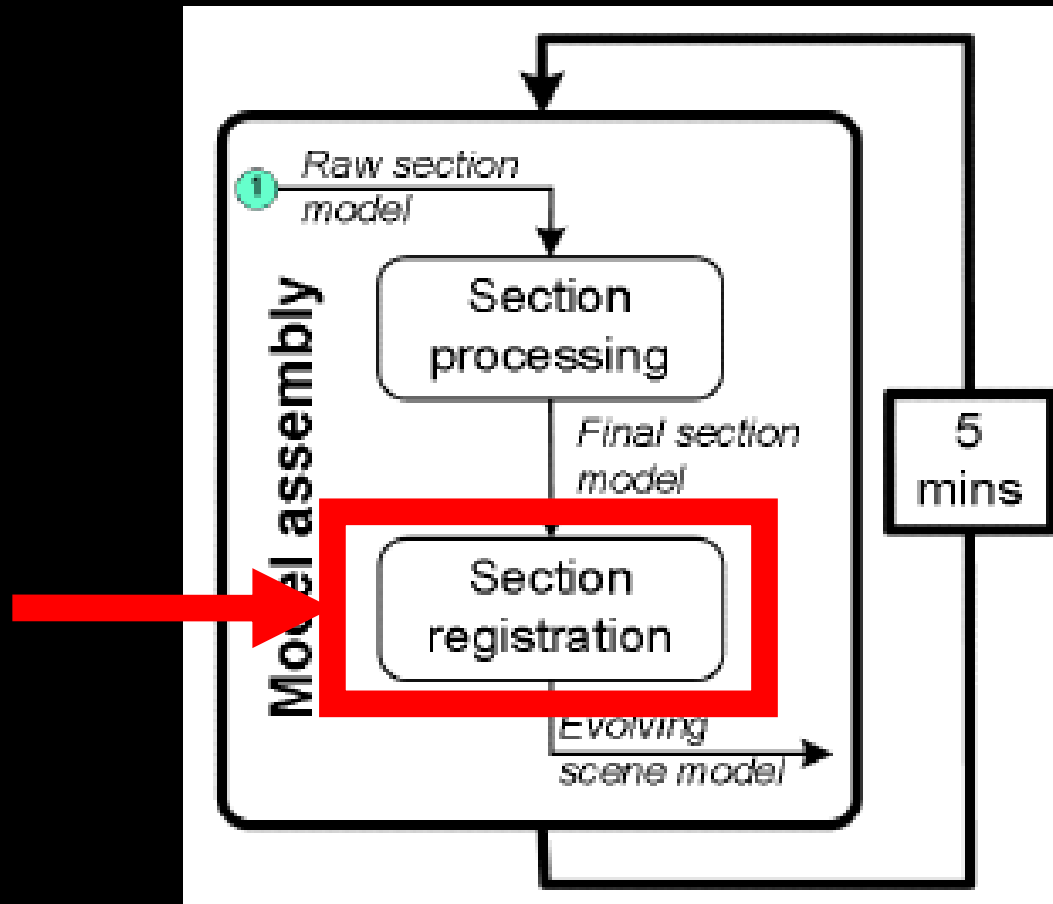 1
Raw section
model
Section
processing
Final section
model
Section
registration
Evolving
scene model
Model assembly
5
mins